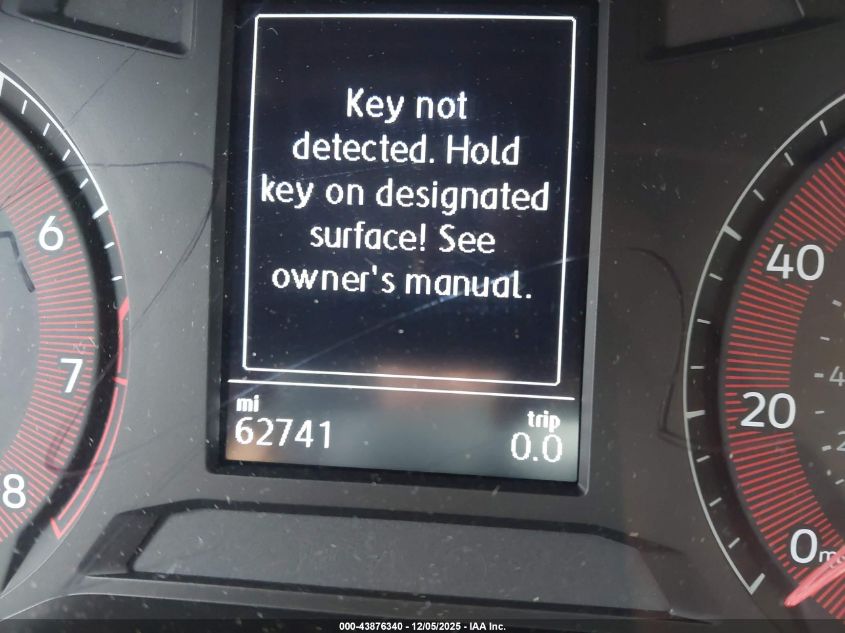 Key not
detected. Hold
key on designated
surface! See
owner's manual.
mi
62741
trip
0.0
6
7
8
40
20
0
000-43876340 - 12/05/2025 - IAA Inc.